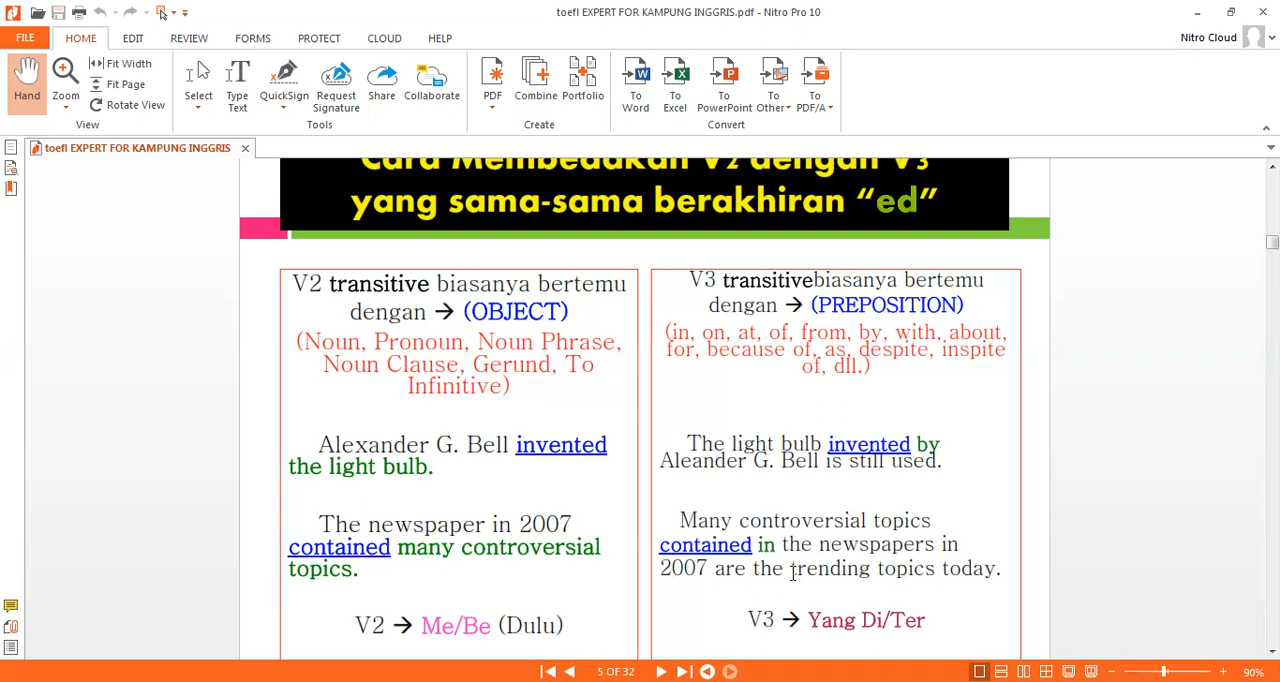 toefl EXPERT FOR KAMPUNG INGGRIS.pdf - Nitro Pro 10
FILE HOME EDIT REVIEW FORMS PROTECT CLOUD HELP
Nitro Cloud
Hand
Zoom
Fit Width
Fit Page
Rotate View
View
Select
Type Text
QuickSign
Request Signature
Share
Collaborate
Tools
PDF
Combine
Portfolio
Create
To Word
To Excel
To PowerPoint
To Other
To PDF/A
Convert
toefl EXPERT FOR KAMPUNG INGGRIS
Cara Membedakan V2 dengan V3
yang sama-sama berakhiran “ed”
V2 transitive biasanya bertemu
dengan → (OBJECT)
(Noun, Pronoun, Noun Phrase,
Noun Clause, Gerund, To
Infinitive)
Alexander G. Bell invented
the light bulb.
The newspaper in 2007
contained many controversial
topics.
V2 → Me/Be (Dulu)
V3 transitivebiasanya bertemu
dengan → (PREPOSITION)
(in, on, at, of, from, by, with, about,
for, because of, as, despite, inspite
of, dll.)
The light bulb invented by
Aleander G. Bell is still used.
Many controversial topics
contained in the newspapers in
2007 are the trending topics today.
V3 → Yang Di/Ter
5 OF 32
90%